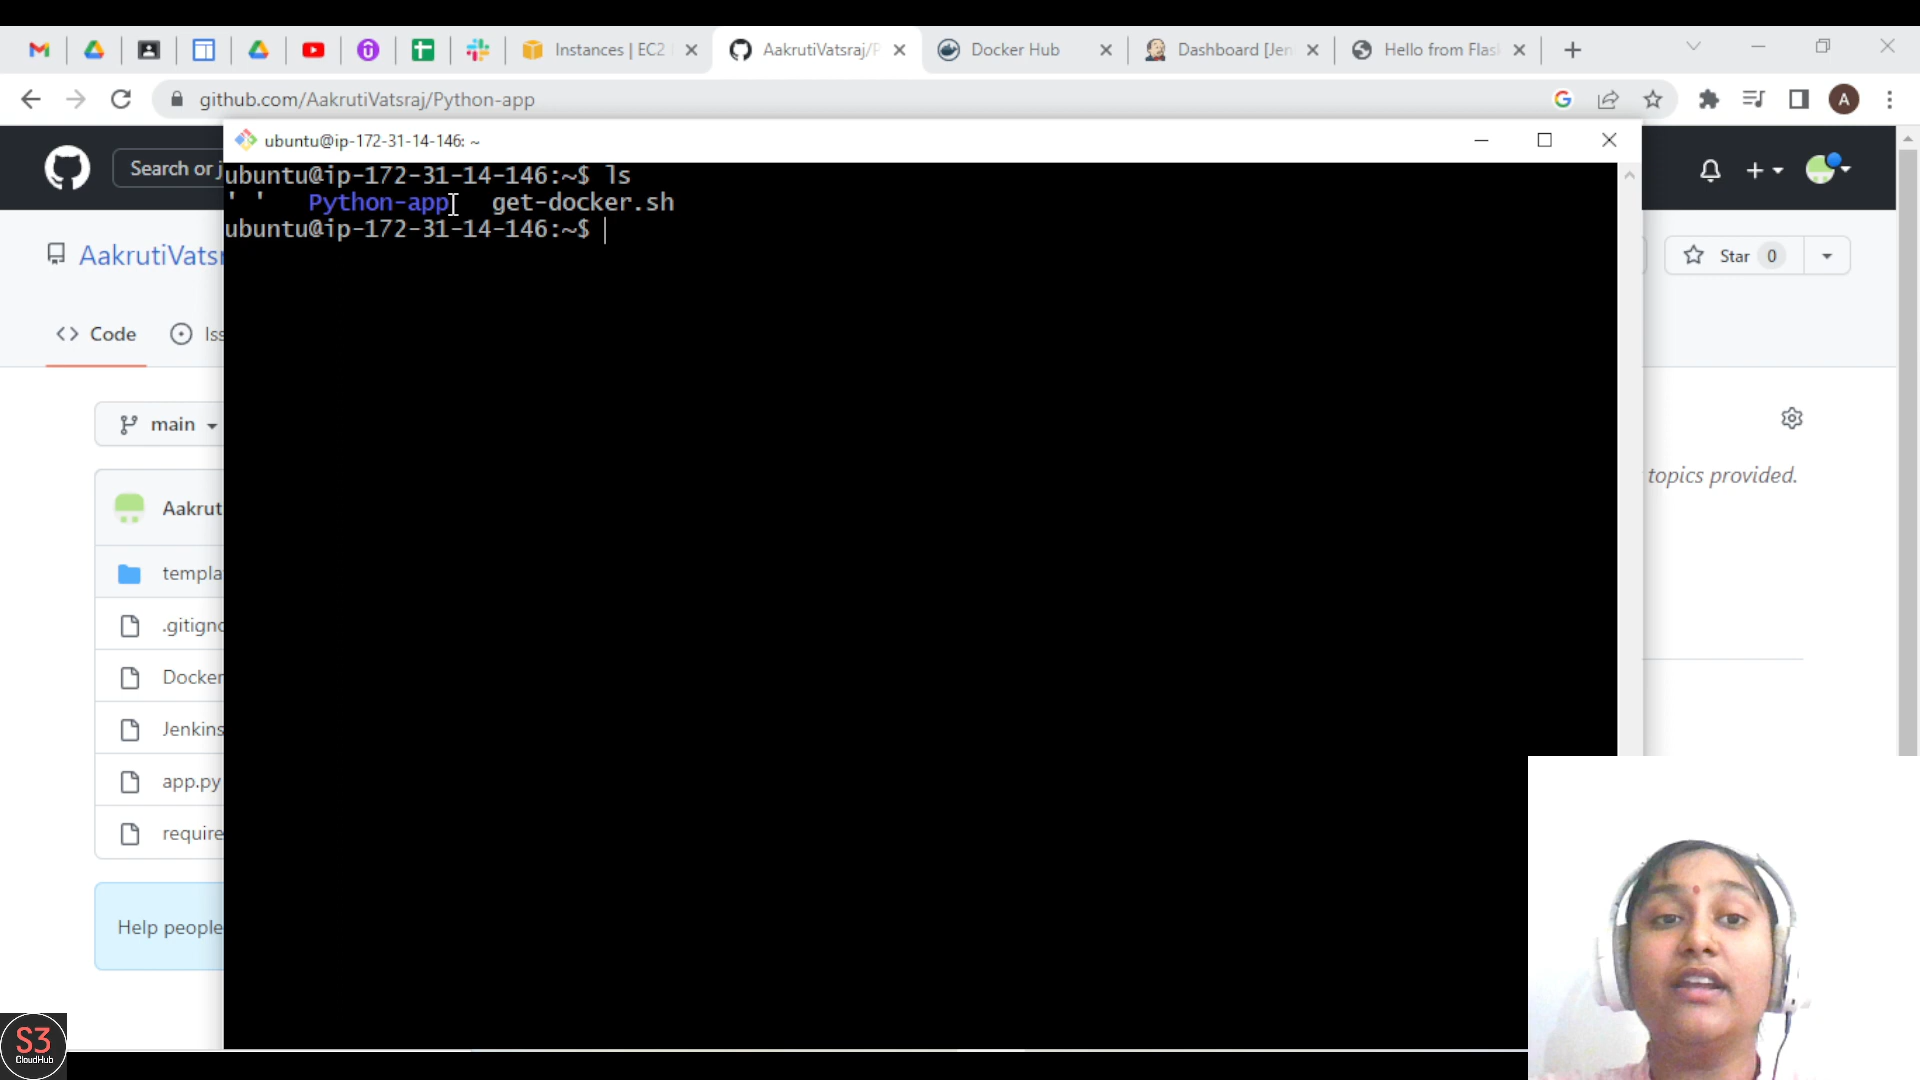 Instances | EC2
AakrutiVatsraj/P
Docker Hub
Dashboard [Jen
Hello from Flas
github.com/AakrutiVatsraj/Python-app
A
ubuntu@ip-172-31-14-146: ~
Search or j
ubuntu@ip-172-31-14-146:~$ ls
' '   Python-app   get-docker.sh
ubuntu@ip-172-31-14-146:~$
AakrutiVatsr
Star 0
Code
Iss
main
topics provided.
Aakrut
templa
.gitigno
Docker
Jenkins
app.py
require
Help people
S3
CloudHub